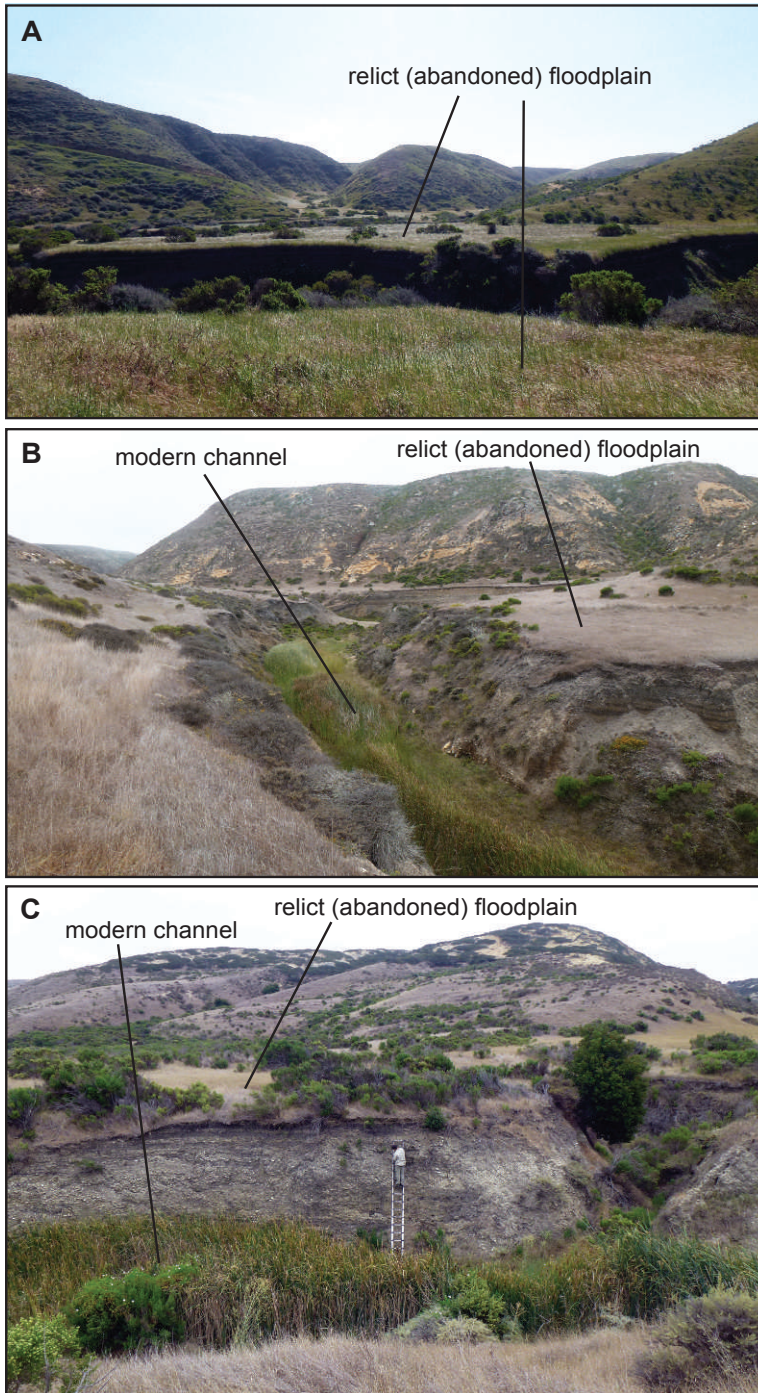 A
relict (abandoned) floodplain
B
modern channel
relict (abandoned) floodplain
C
relict (abandoned) floodplain
modern channel